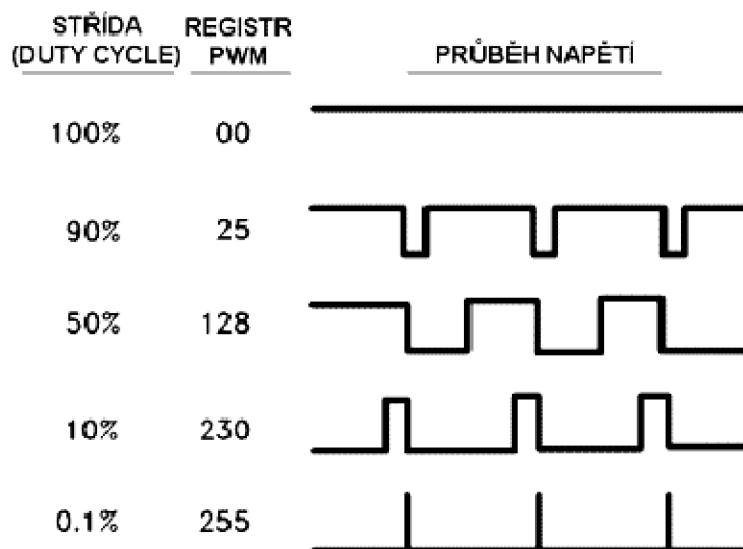 STŘÍDA REGISTR
(DUTY CYCLE) PWM PRŮBĚH NAPĚTÍ
100% 00
90% 25
50% 128
10% 230
0.1% 255